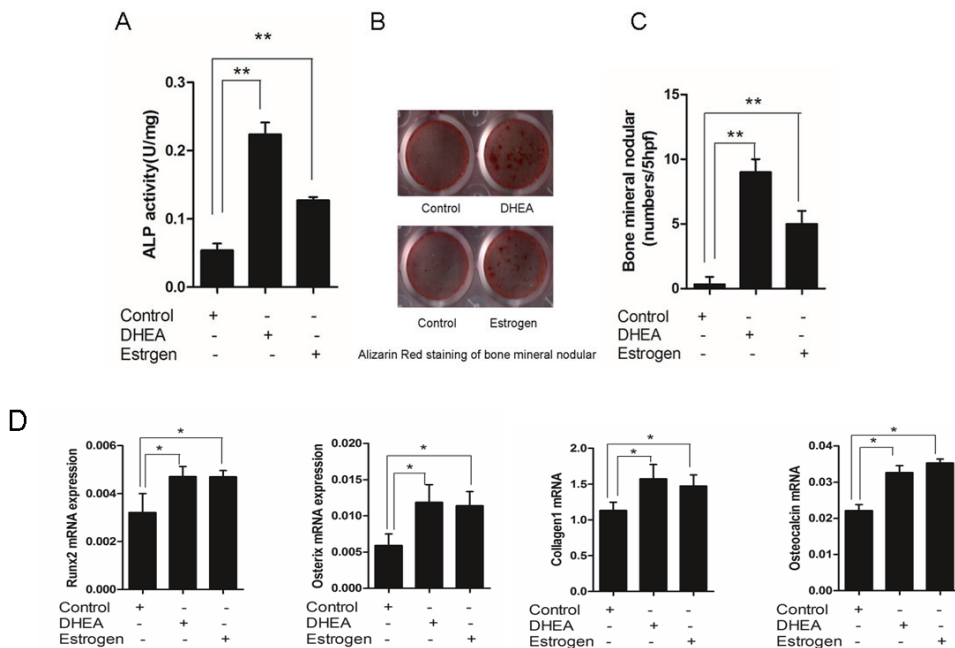 A
B
C
**
**
0.3
0.2
0.1
0.0
ALP activity(U/mg)
Control + - -
DHEA - + -
Estrgen - - +
Control DHEA
Control Estrogen
Alizarin Red staining of bone mineral nodular
**
**
15
10
5
0
Bone mineral nodular
(numbers/5hpf)
Control + - -
DHEA - + -
Estrogen - - +
D
*
*
0.006
0.004
0.002
0.000
Runx2 mRNA expression
Control + - -
DHEA - + -
Estrogen - - +
*
*
0.020
0.015
0.010
0.005
0.000
Osterix mRNA expression
Control + - -
DHEA - + -
Estrogen - - +
*
*
2.0
1.5
1.0
0.5
0.0
Collagen1 mRNA
Control + - -
DHEA - + -
Estrogen - - +
*
*
0.04
0.03
0.02
0.01
0.00
Osteocalcin mRNA
Control + - -
DHEA - + -
Estrogen - - +